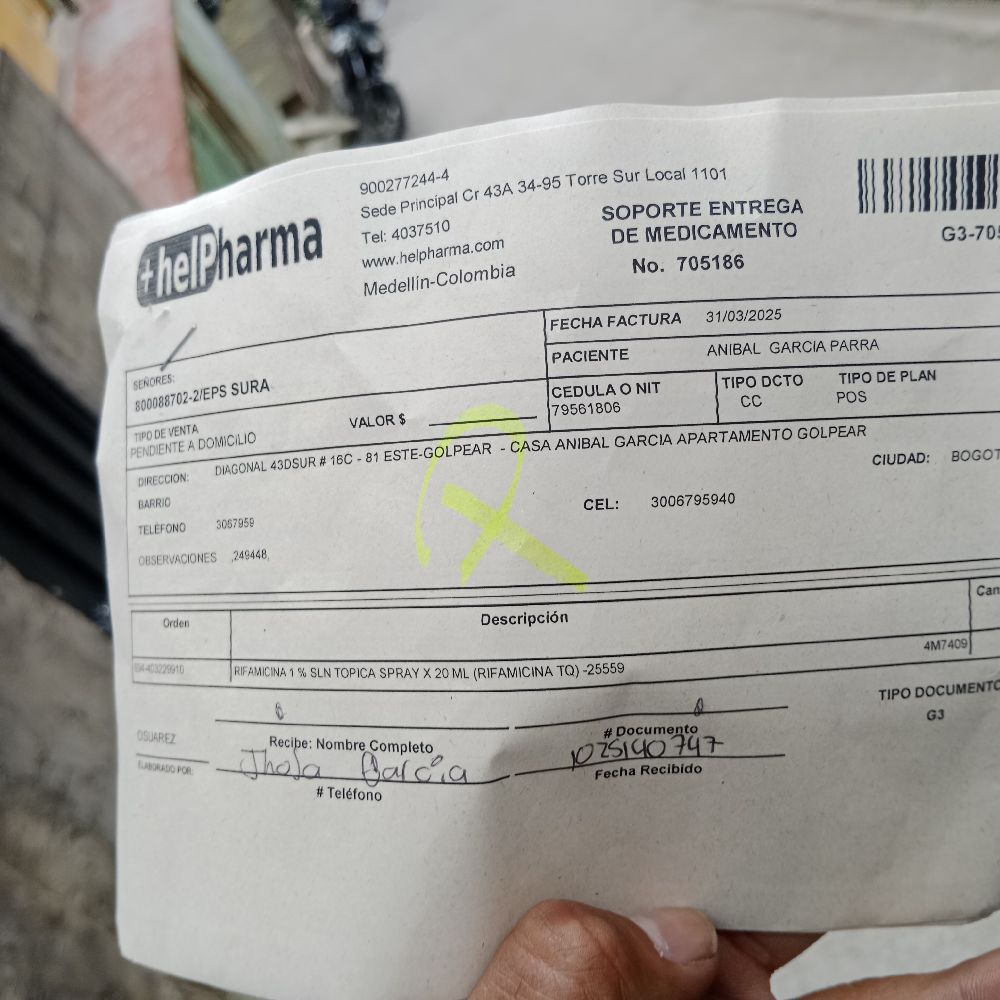 +helPharma
900277244-4
Sede Principal Cr 43A 34-95 Torre Sur Local 1101
Tel: 4037510
www.helpharma.com
Medellín-Colombia
SOPORTE ENTREGA
DE MEDICAMENTO
No. 705186
G3-705
SEÑORES:
800088702-2/EPS SURA
FECHA FACTURA 31/03/2025
PACIENTE ANIBAL GARCIA PARRA
CEDULA O NIT
79561806
TIPO DCTO
CC
TIPO DE PLAN
POS
TIPO DE VENTA
PENDIENTE A DOMICILIO
VALOR $
DIRECCION: DIAGONAL 43DSUR # 16C - 81 ESTE-GOLPEAR - CASA ANIBAL GARCIA APARTAMENTO GOLPEAR
BARRIO
CIUDAD: BOGOT
TELÉFONO 3067959
CEL: 3006795940
OBSERVACIONES ,249448,
Orden Descripción Can
4M7409
RIFAMICINA 1 % SLN TOPICA SPRAY X 20 ML (RIFAMICINA TQ) -25559
TIPO DOCUMENTO
G3
OSUAREZ
Recibe: Nombre Completo
# Documento
ELABORADO POR:
Garcia
1025140747
# Teléfono
Fecha Recibido